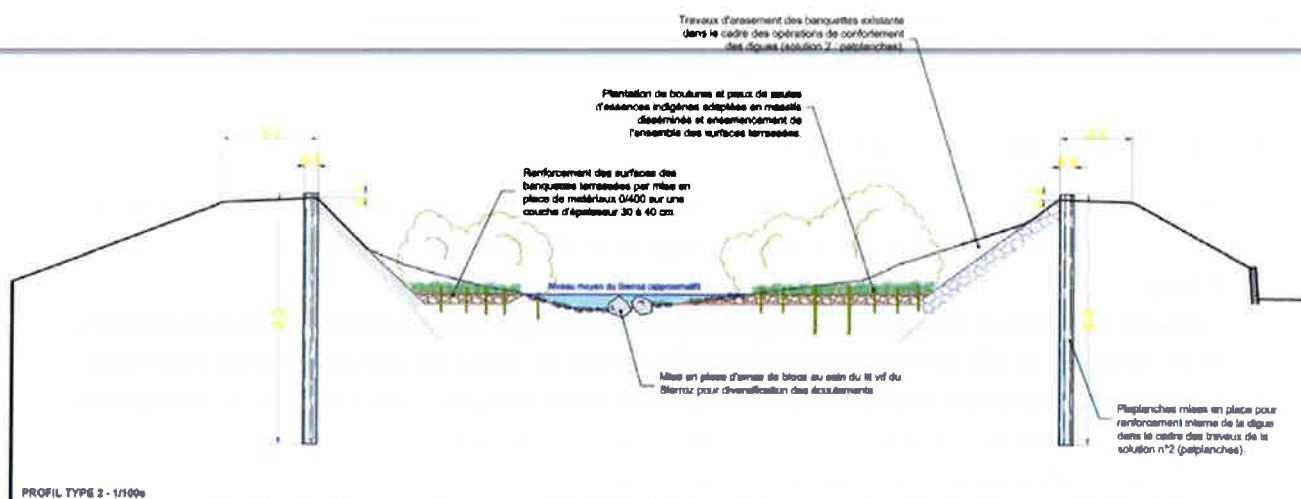 Travaux d'arasement des banquettes existante
dans le cadre des opérations de confortement
des digues (solution 2 : palplanches).
Plantation de boutures et pieux de saules
d'essences indigènes adaptées en massifs
disséminés et ensemencement de
l'ensemble des surfaces terrassées.
Renforcement des surfaces des
banquettes terrassées par mise en
place de matériaux 0/400 sur une
couche d'épaisseur 30 à 40 cm
Niveau moyen du Sierroz (approximatif)
Mise en place d'amas de blocs au sein du lit vif du
Sierroz pour diversification des écoulements
Plaplanches mises en place pour
renforcement interne de la digue
dans le cadre des travaux de la
solution n°2 (palplanches).
PROFIL TYPE 2 - 1/100e